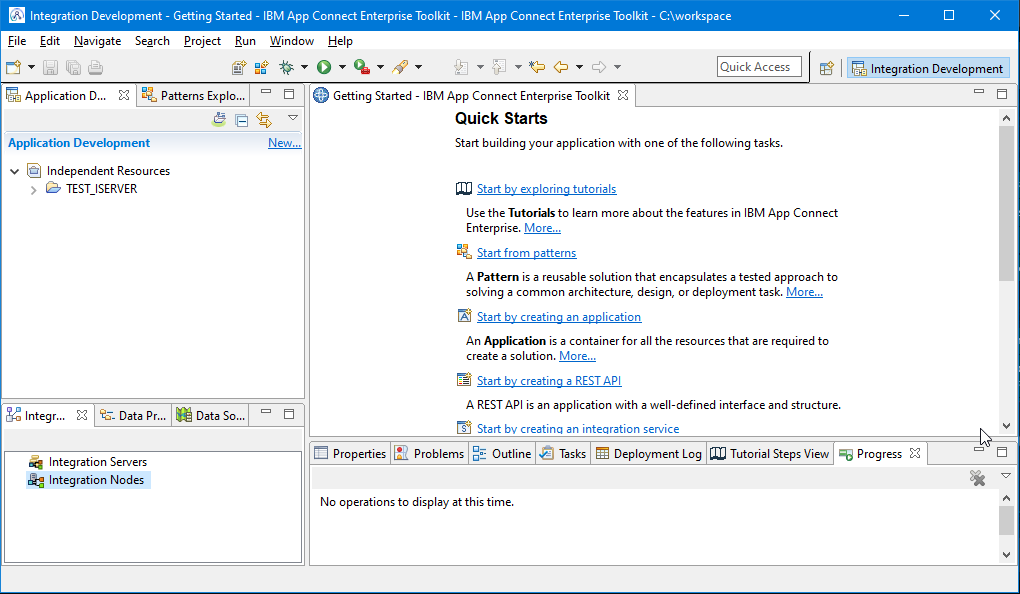 Integration Development - Getting Started - IBM App Connect Enterprise Toolkit - IBM App Connect Enterprise Toolkit - C:\workspace
File Edit Navigate Search Project Run Window Help
Quick Access
Integration Development
Application D...
Patterns Explo...
Application Development
New...
Independent Resources
TEST_ISERVER
Getting Started - IBM App Connect Enterprise Toolkit
Quick Starts
Start building your application with one of the following tasks.
Start by exploring tutorials
Use the Tutorials to learn more about the features in IBM App Connect
Enterprise. More...
Start from patterns
A Pattern is a reusable solution that encapsulates a tested approach to
solving a common architecture, design, or deployment task. More...
Start by creating an application
An Application is a container for all the resources that are required to
create a solution. More...
Start by creating a REST API
A REST API is an application with a well-defined interface and structure.
Start by creating an integration service
Integr...
Data Pr...
Data So...
Integration Servers
Integration Nodes
Properties
Problems
Outline
Tasks
Deployment Log
Tutorial Steps View
Progress
No operations to display at this time.